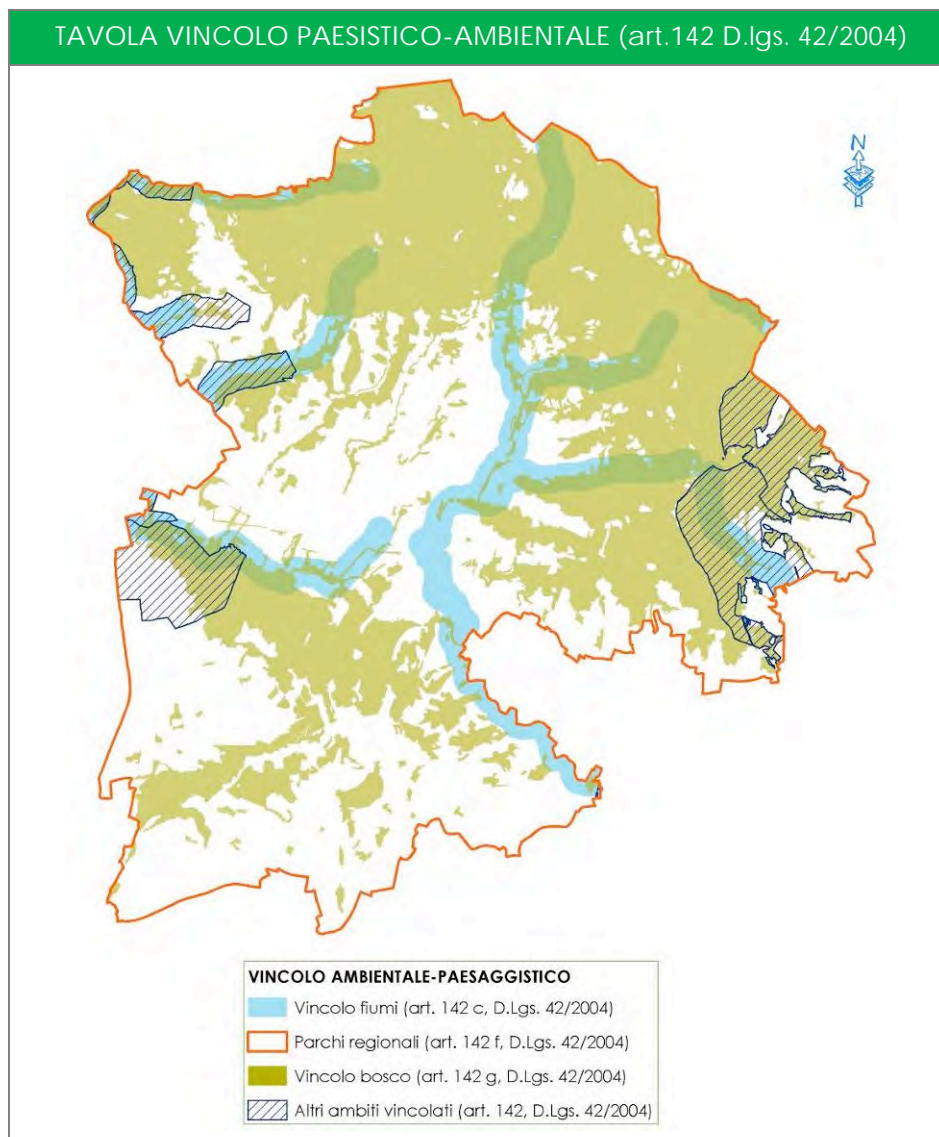 TAVOLA VINCOLO PAESISTICO-AMBIENTALE (art.142 D.lgs. 42/2004)
N
VINCOLO AMBIENTALE-PAESAGGISTICO
Vincolo fiumi (art. 142 c, D.Lgs. 42/2004)
Parchi regionali (art. 142 f, D.Lgs. 42/2004)
Vincolo bosco (art. 142 g, D.Lgs. 42/2004)
Altri ambiti vincolati (art. 142, D.Lgs. 42/2004)